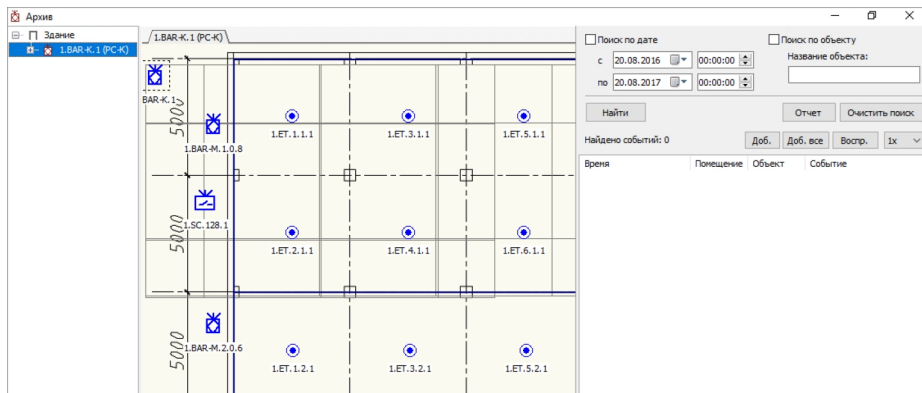 Архив
Здание
1.BAR-K.1 (PC-K)
1.BAR-K.1 (PC-K)
BAR-K.1
5000
1.BAR-M.1.0.8
1.ET.1.1.1
1.ET.3.1.1
1.ET.5.1.1
1.SC.128.1
5000
1.ET.2.1.1
1.ET.4.1.1
1.ET.6.1.1
1.BAR-M.2.0.6
5000
1.ET.1.2.1
1.ET.3.2.1
1.ET.5.2.1
Поиск по дате
Поиск по объекту
с 20.08.2016 00:00:00
Название объекта:
по 20.08.2017 00:00:00
Найти Отчет Очистить поиск
Найдено событий: 0 Доб. Доб. все Воспр. 1x
Время Помещение Объект Событие